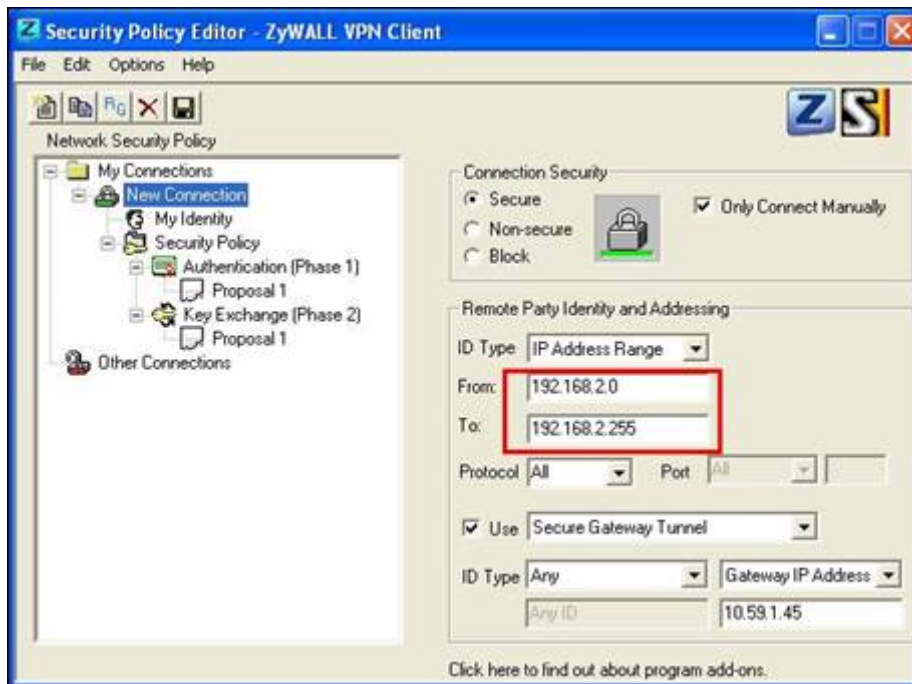 Security Policy Editor - ZyWALL VPN Client
File Edit Options Help
Network Security Policy
My Connections
New Connection
My Identity
Security Policy
Authentication (Phase 1)
Proposal 1
Key Exchange (Phase 2)
Proposal 1
Other Connections
Connection Security
Secure
Non-secure
Block
Only Connect Manually
Remote Party Identity and Addressing
ID Type IP Address Range
From: 192.168.2.0
To: 192.168.2.255
Protocol All Port All
Use Secure Gateway Tunnel
ID Type Any Gateway IP Address
Any ID 10.59.1.45
Click here to find out about program add-ons.